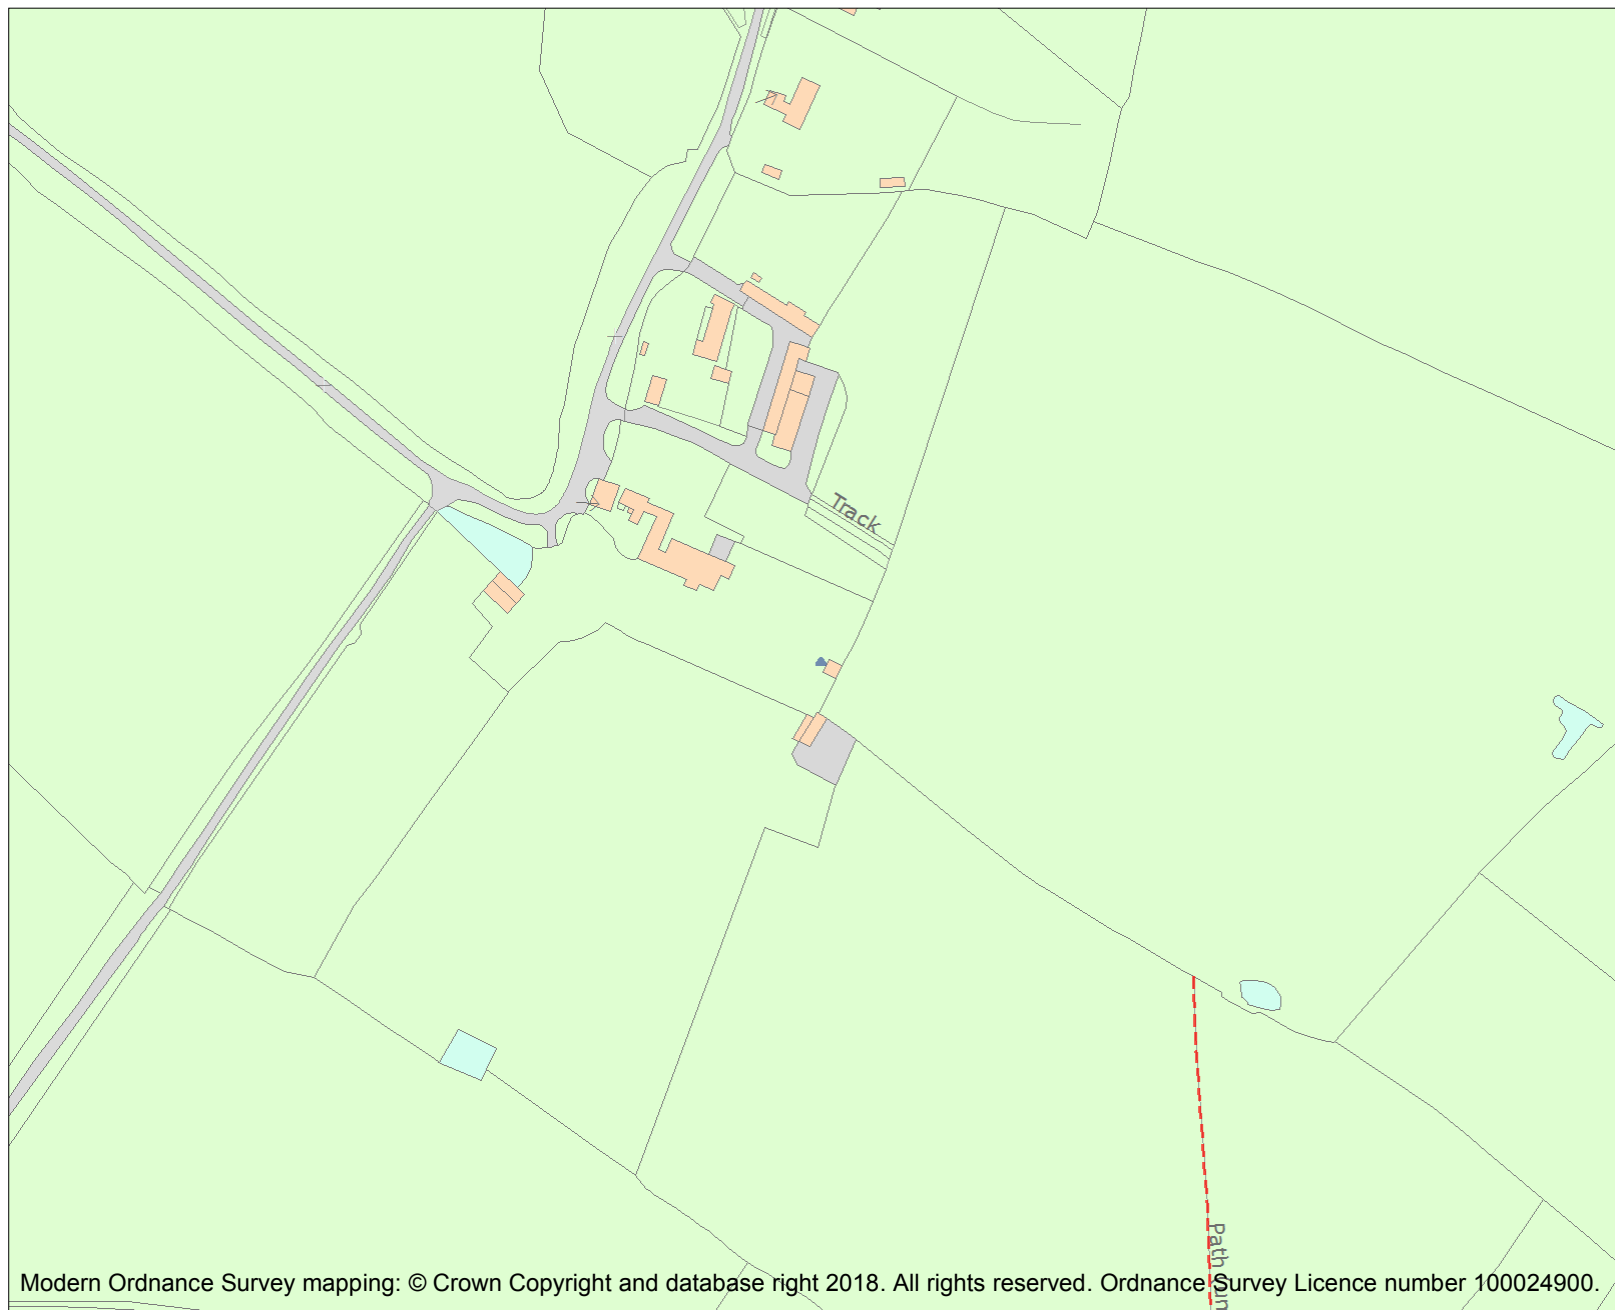 Track
Path
Modern Ordnance Survey mapping: © Crown Copyright and database right 2018. All rights reserved. Ordnance Survey Licence number 100024900.